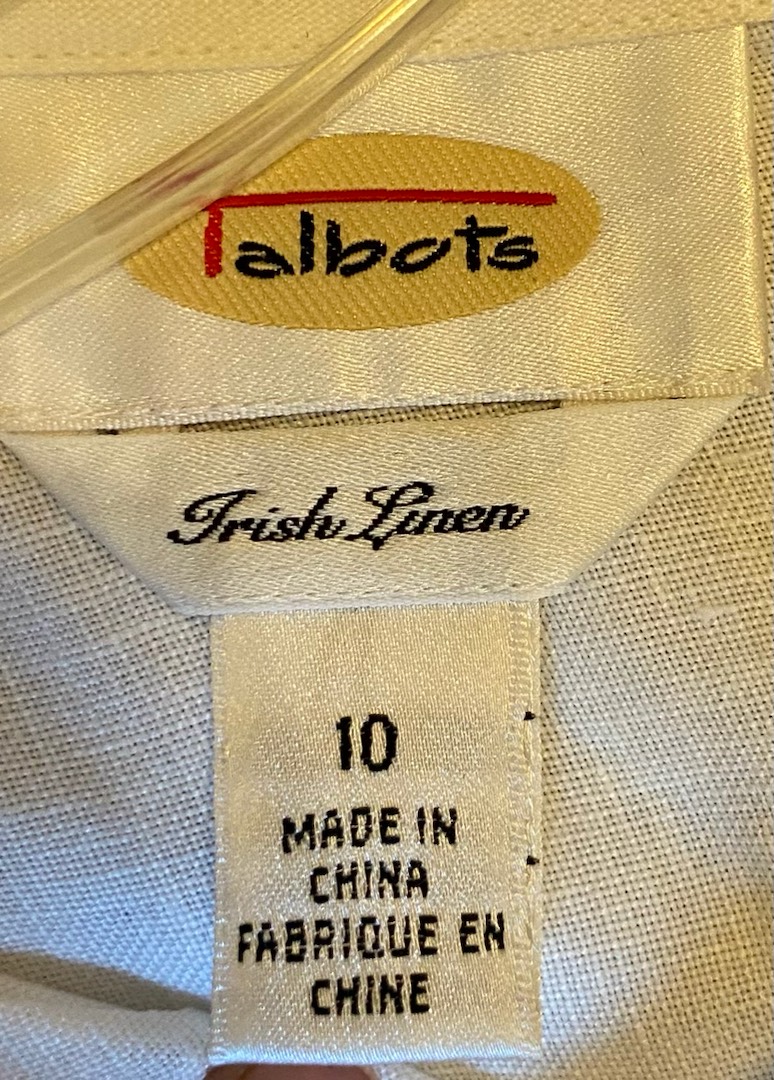 Talbots
Irish Linen
10
MADE IN
CHINA
FABRIQUE EN
CHINE